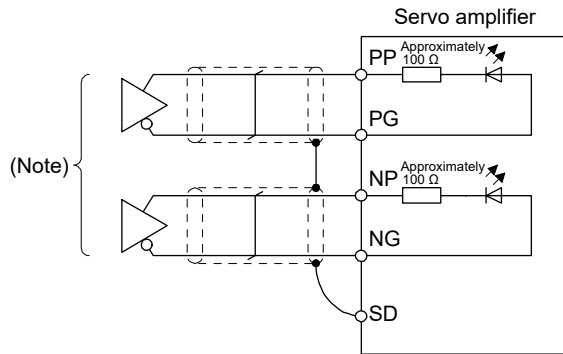 Servo amplifier
PP
Approximately
100 Ω
PG
(Note)
NP
Approximately
100 Ω
NG
SD